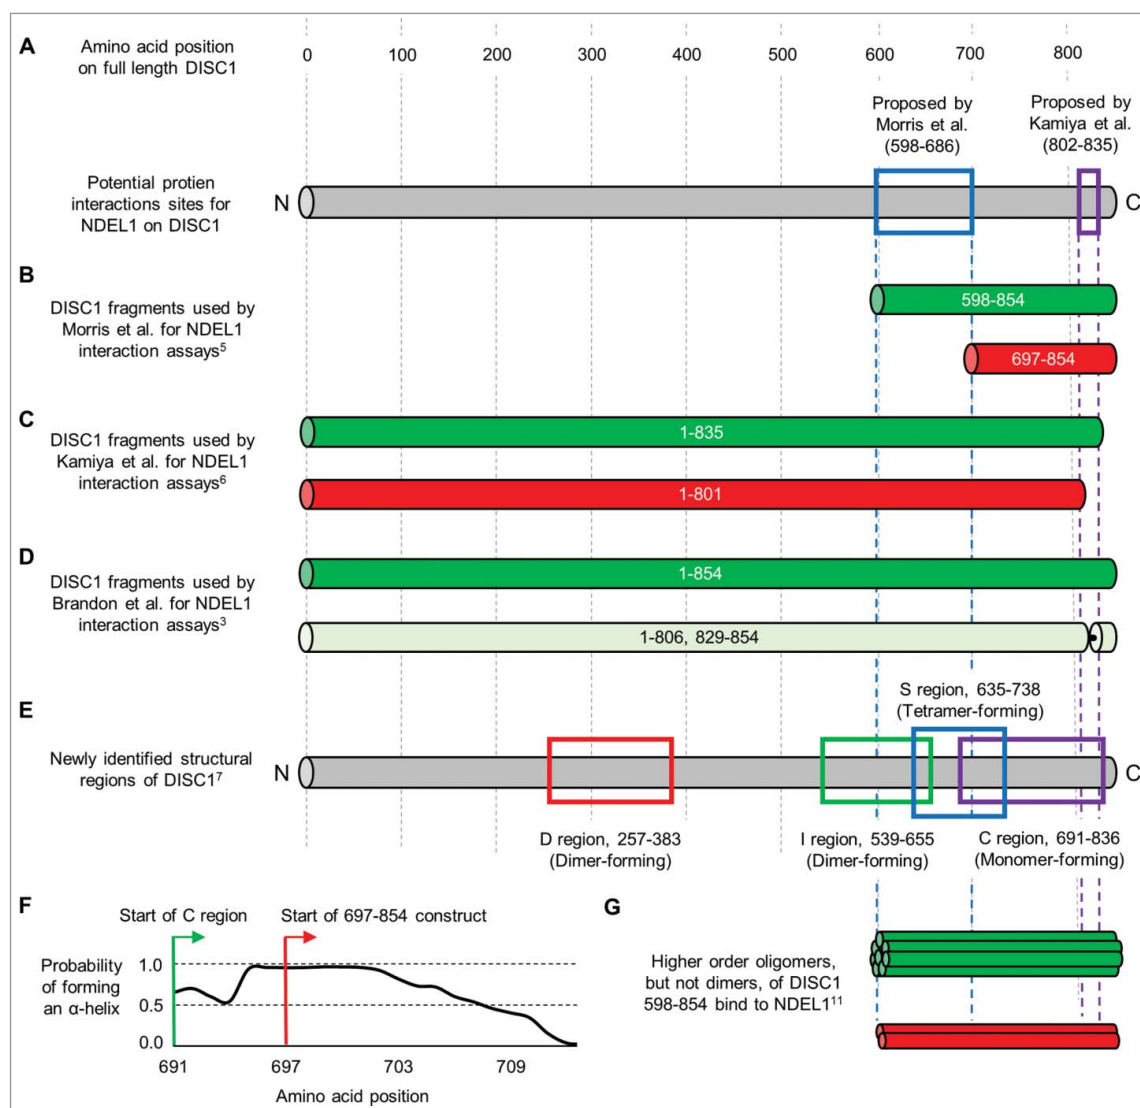 A
Amino acid position
on full length DISC1
0 100 200 300 400 500 600 700 800
Proposed by
Morris et al.
(598-686)
Proposed by
Kamiya et al.
(802-835)
Potential protien
interactions sites for
NDEL1 on DISC1
N
C
B
DISC1 fragments used by
Morris et al. for NDEL1
interaction assays5
598-854
697-854
C
DISC1 fragments used by
Kamiya et al. for NDEL1
interaction assays6
1-835
1-801
D
DISC1 fragments used by
Brandon et al. for NDEL1
interaction assays3
1-854
1-806, 829-854
S region, 635-738
(Tetramer-forming)
E
Newly identified structural
regions of DISC17
N
C
D region, 257-383
(Dimer-forming)
I region, 539-655
(Dimer-forming)
C region, 691-836
(Monomer-forming)
F
Start of C region
Start of 697-854 construct
Probability
of forming
an α-helix
1.0
0.5
0.0
691 697 703 709
Amino acid position
G
Higher order oligomers,
but not dimers, of DISC1
598-854 bind to NDEL111